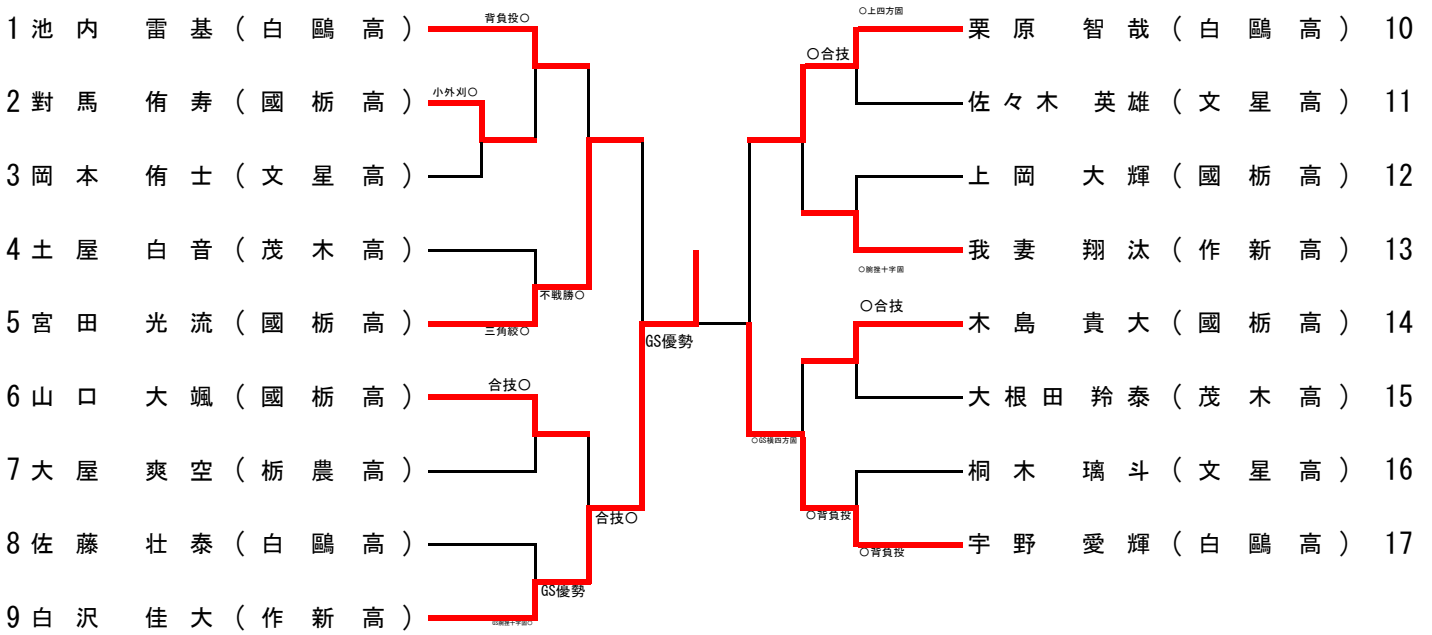 背負投○
1 池内 雷基(白鷗高)
小外刈○
2 對馬 侑寿(國栃高)
3 岡本 侑士(文星高)
4 土屋 白音(茂木高)
不戦勝○
5 宮田 光流(國栃高)
三角絞○
合技○
6 山口 大颯(國栃高)
7 大屋 爽空(栃農高)
合技○
8 佐藤 壮泰(白鷗高)
GS優勢
9 白沢 佳大(作新高)
GS腕挫十字固○
GS優勢
○上四方固
栗原 智哉(白鷗高) 10
○合技
佐々木 英雄(文星高) 11
上岡 大輝(國栃高) 12
我妻 翔汰(作新高) 13
○腕挫十字固
○合技
木島 貴大(國栃高) 14
大根田 羚泰(茂木高) 15
○GS横四方固
桐木 璃斗(文星高) 16
○背負投
宇野 愛輝(白鷗高) 17
○背負投